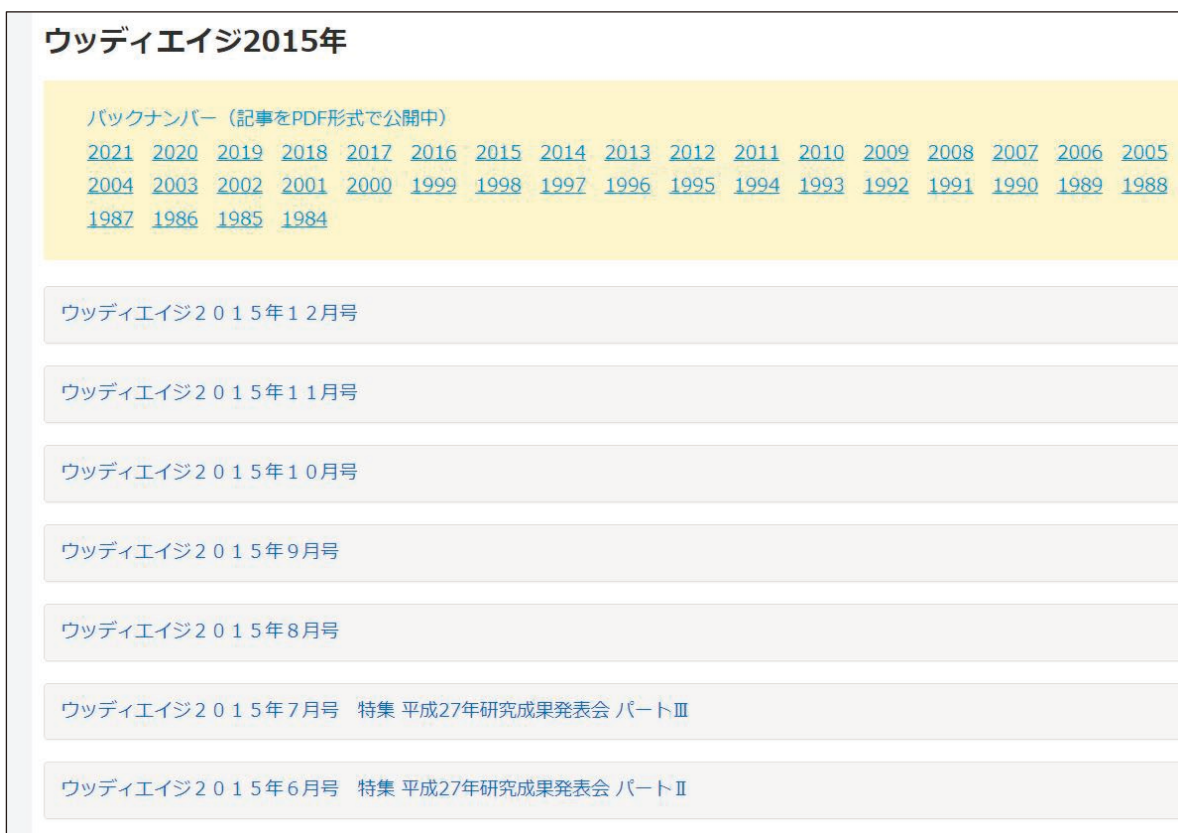 ウッディエイジ2015年
バックナンバー（記事をPDF形式で公開中）
2021 2020 2019 2018 2017 2016 2015 2014 2013 2012 2011 2010 2009 2008 2007 2006 2005
2004 2003 2002 2001 2000 1999 1998 1997 1996 1995 1994 1993 1992 1991 1990 1989 1988
1987 1986 1985 1984
ウッディエイジ２０１５年１２月号
ウッディエイジ２０１５年１１月号
ウッディエイジ２０１５年１０月号
ウッディエイジ２０１５年９月号
ウッディエイジ２０１５年８月号
ウッディエイジ２０１５年７月号　特集 平成27年研究成果発表会 パートⅢ
ウッディエイジ２０１５年６月号　特集 平成27年研究成果発表会 パートⅡ